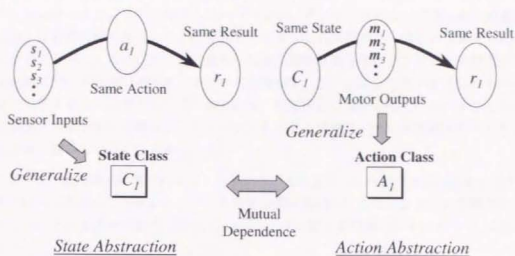 Same Result
a₁
s₁
s₂
s₃
r₁
Same Action
Sensor Inputs
Generalize
State Class
C₁
State Abstraction
Mutual
Dependence
Same State
m₁
m₂
m₃
Same Result
C₁
r₁
Motor Outputs
Generalize
Action Class
A₁
Action Abstraction